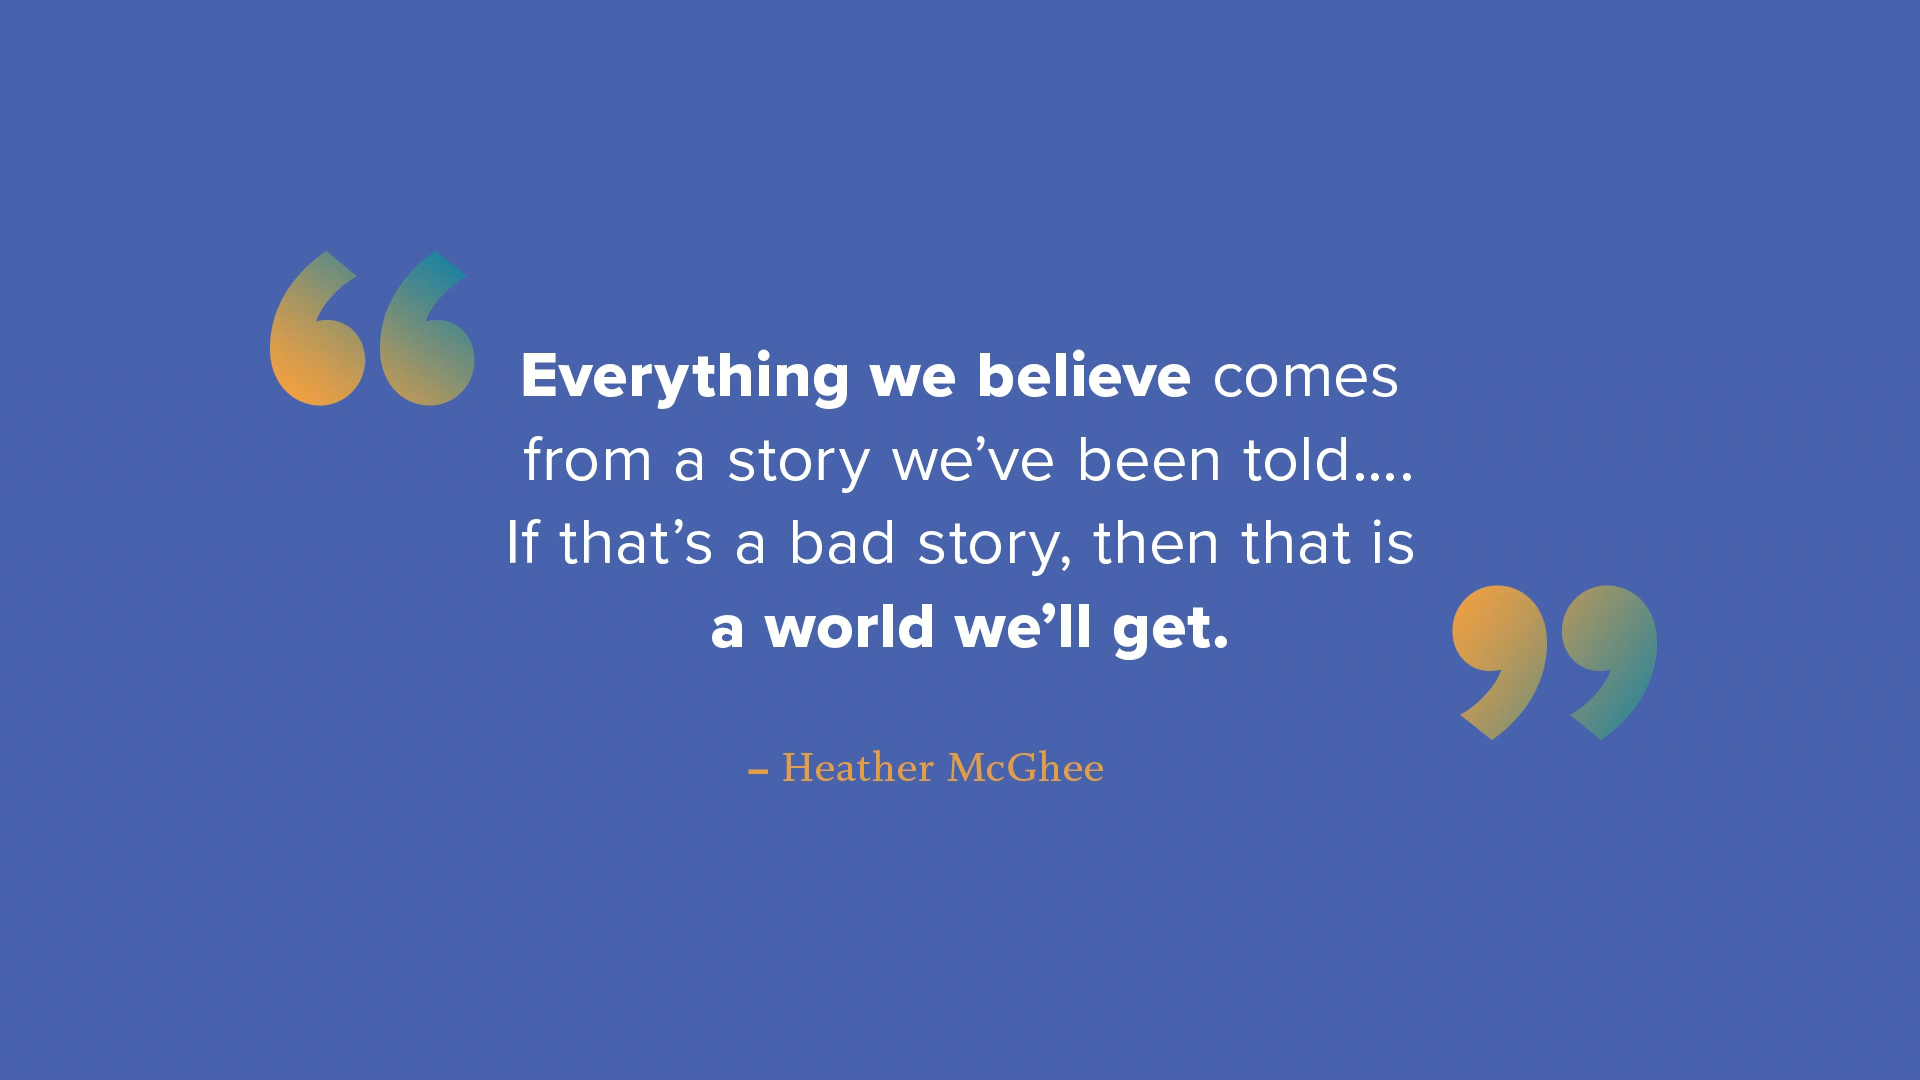 “Everything we believe comes
from a story we’ve been told....
If that’s a bad story, then that is
a world we’ll get.”
– Heather McGhee